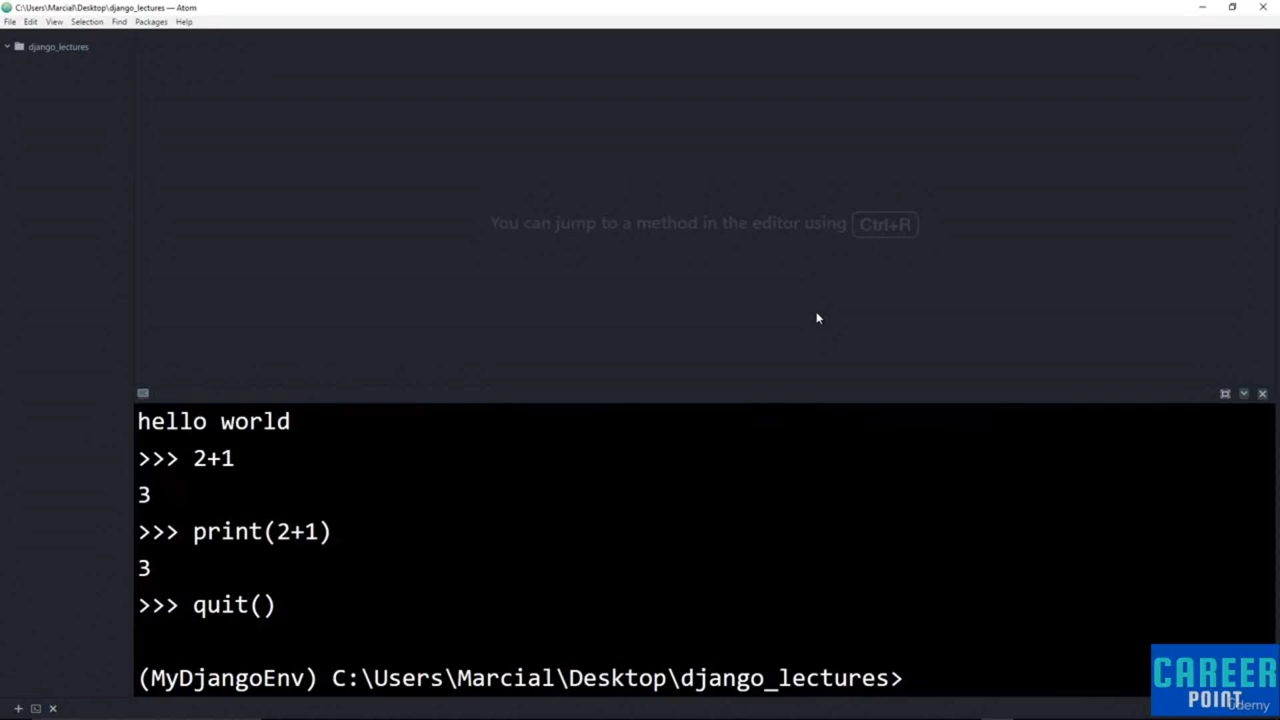 C:\Users\Marcial\Desktop\django_lectures — Atom
File Edit View Selection Find Packages Help
django_lectures
You can jump to a method in the editor using Ctrl+R
hello world
>>> 2+1
3
>>> print(2+1)
3
>>> quit()
(MyDjangoEnv) C:\Users\Marcial\Desktop\django_lectures>
CAREER
POINT
Udemy